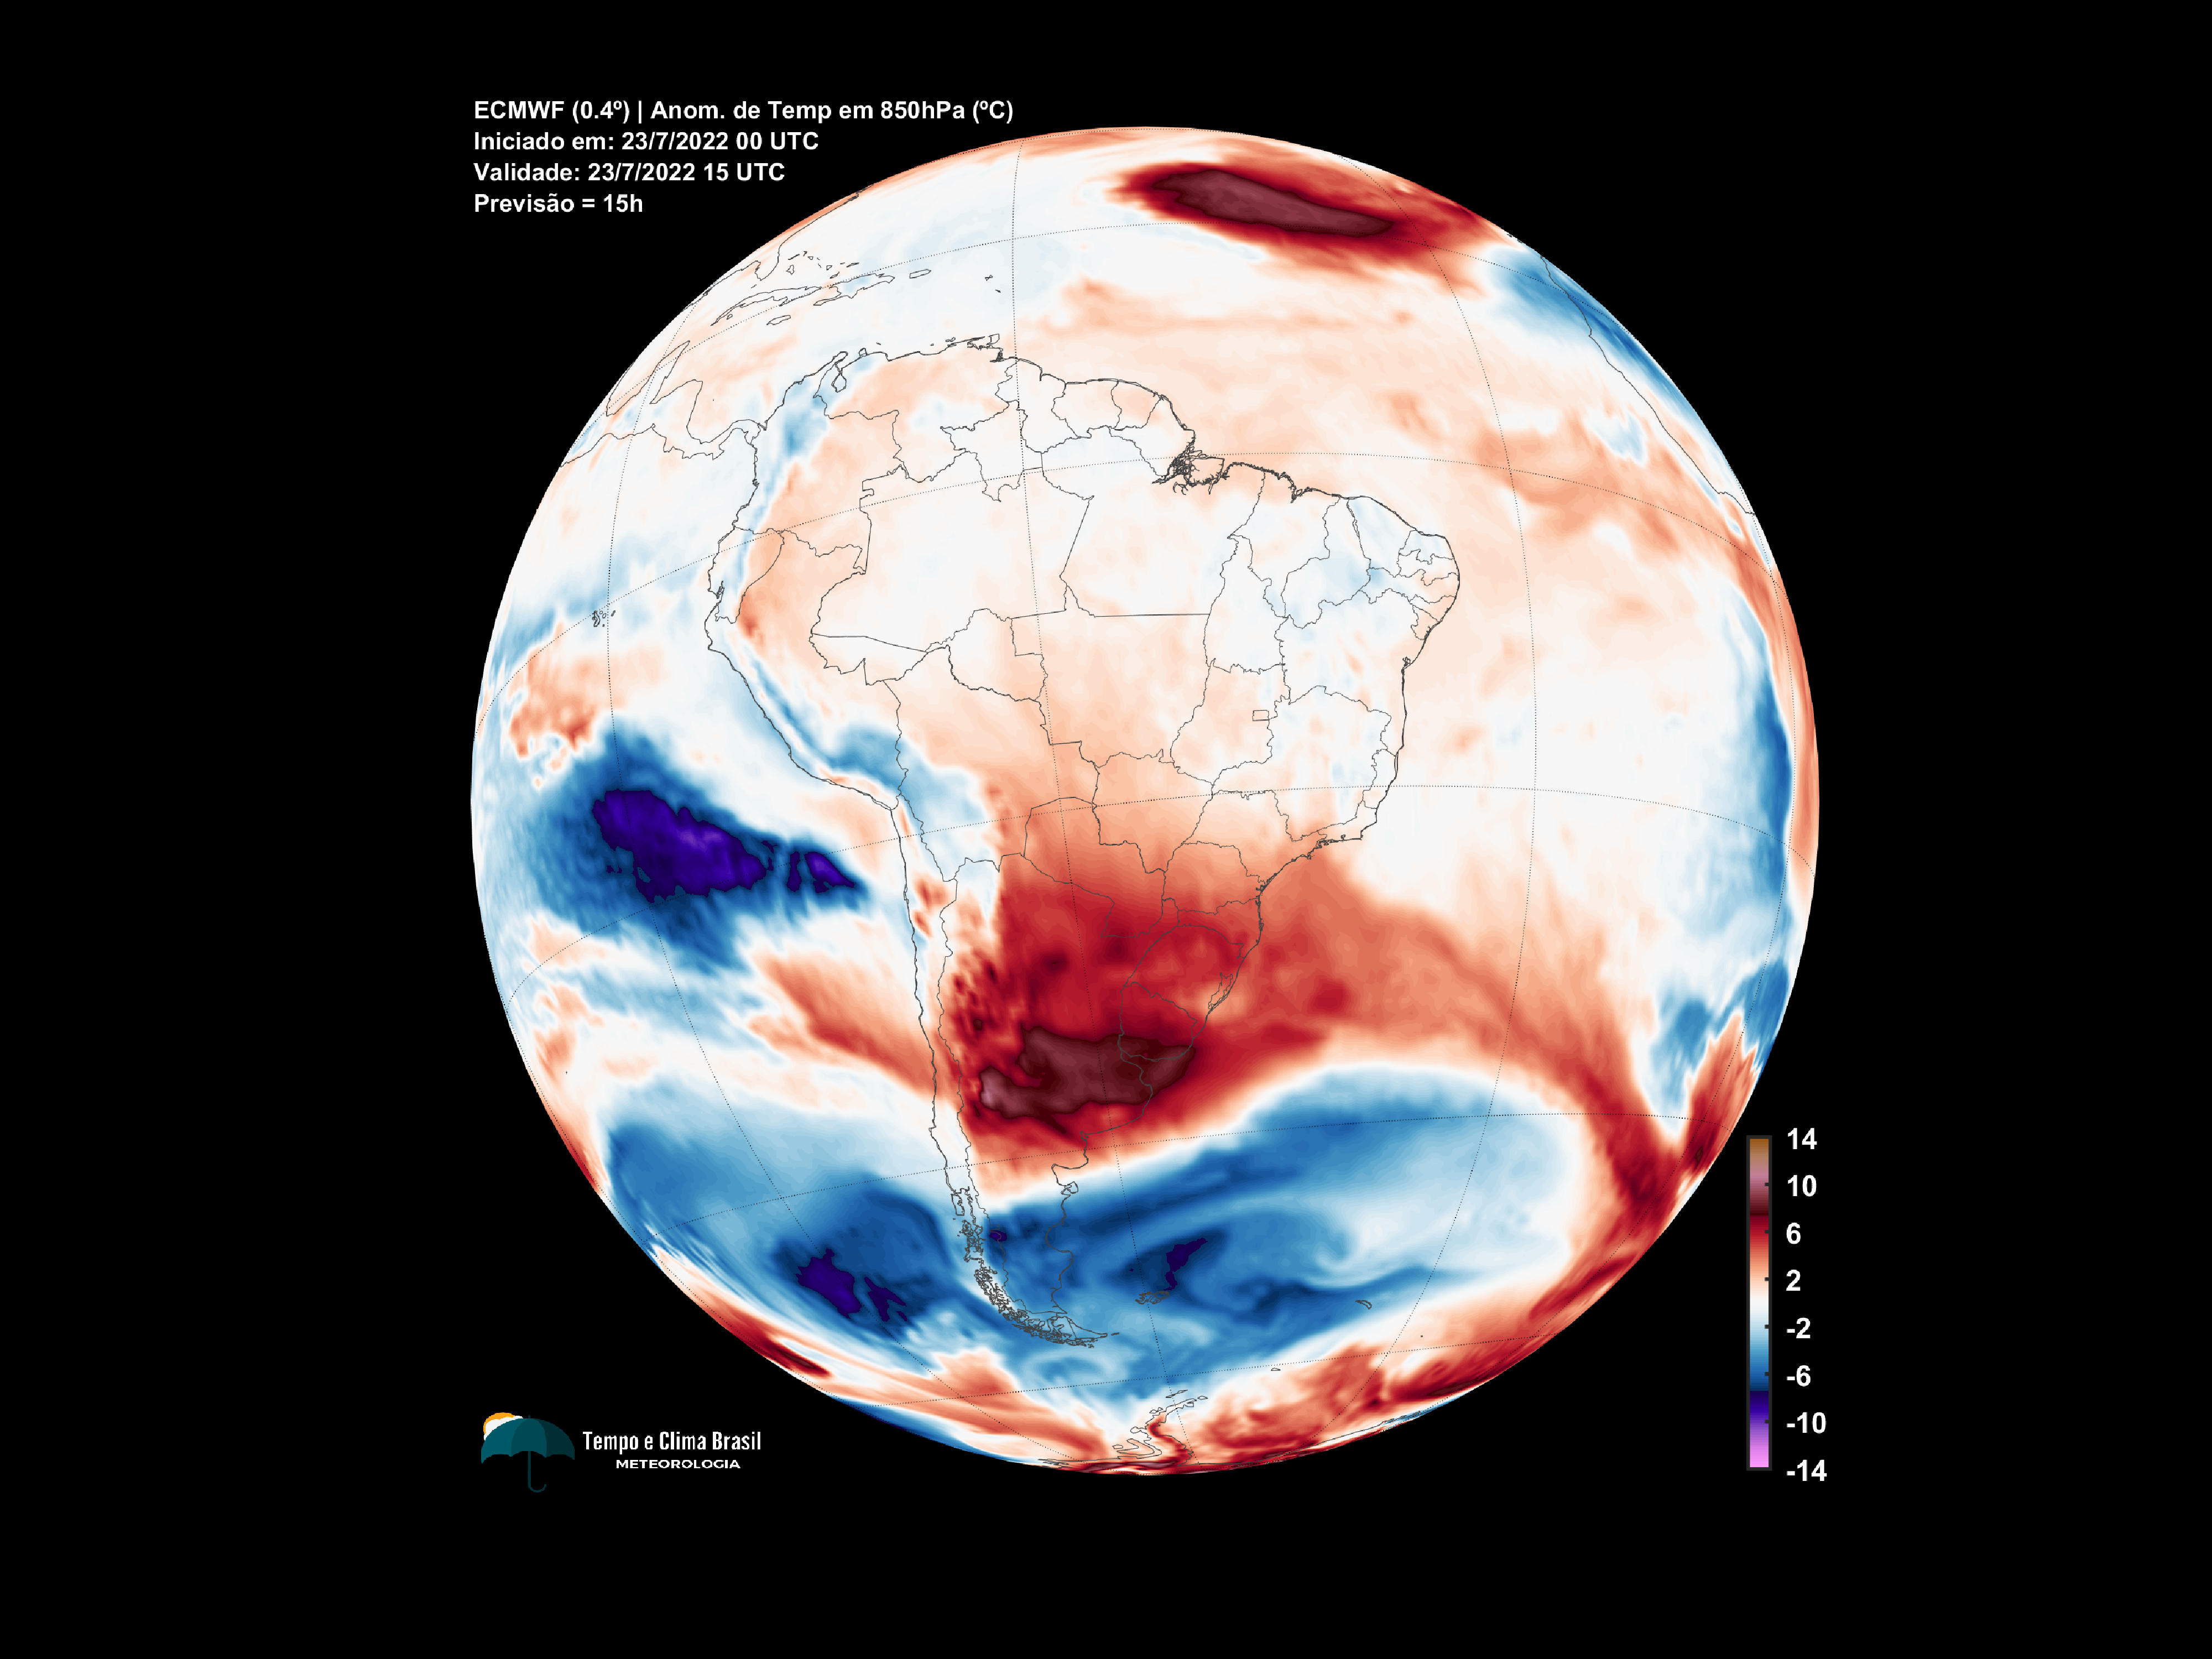 ECMWF (0.4º) | Anom. de Temp em 850hPa (ºC)
Iniciado em: 23/7/2022 00 UTC
Validade: 23/7/2022 15 UTC
Previsão = 15h
14
10
6
2
-2
-6
-10
-14
Tempo e Clima Brasil
METEOROLOGIA